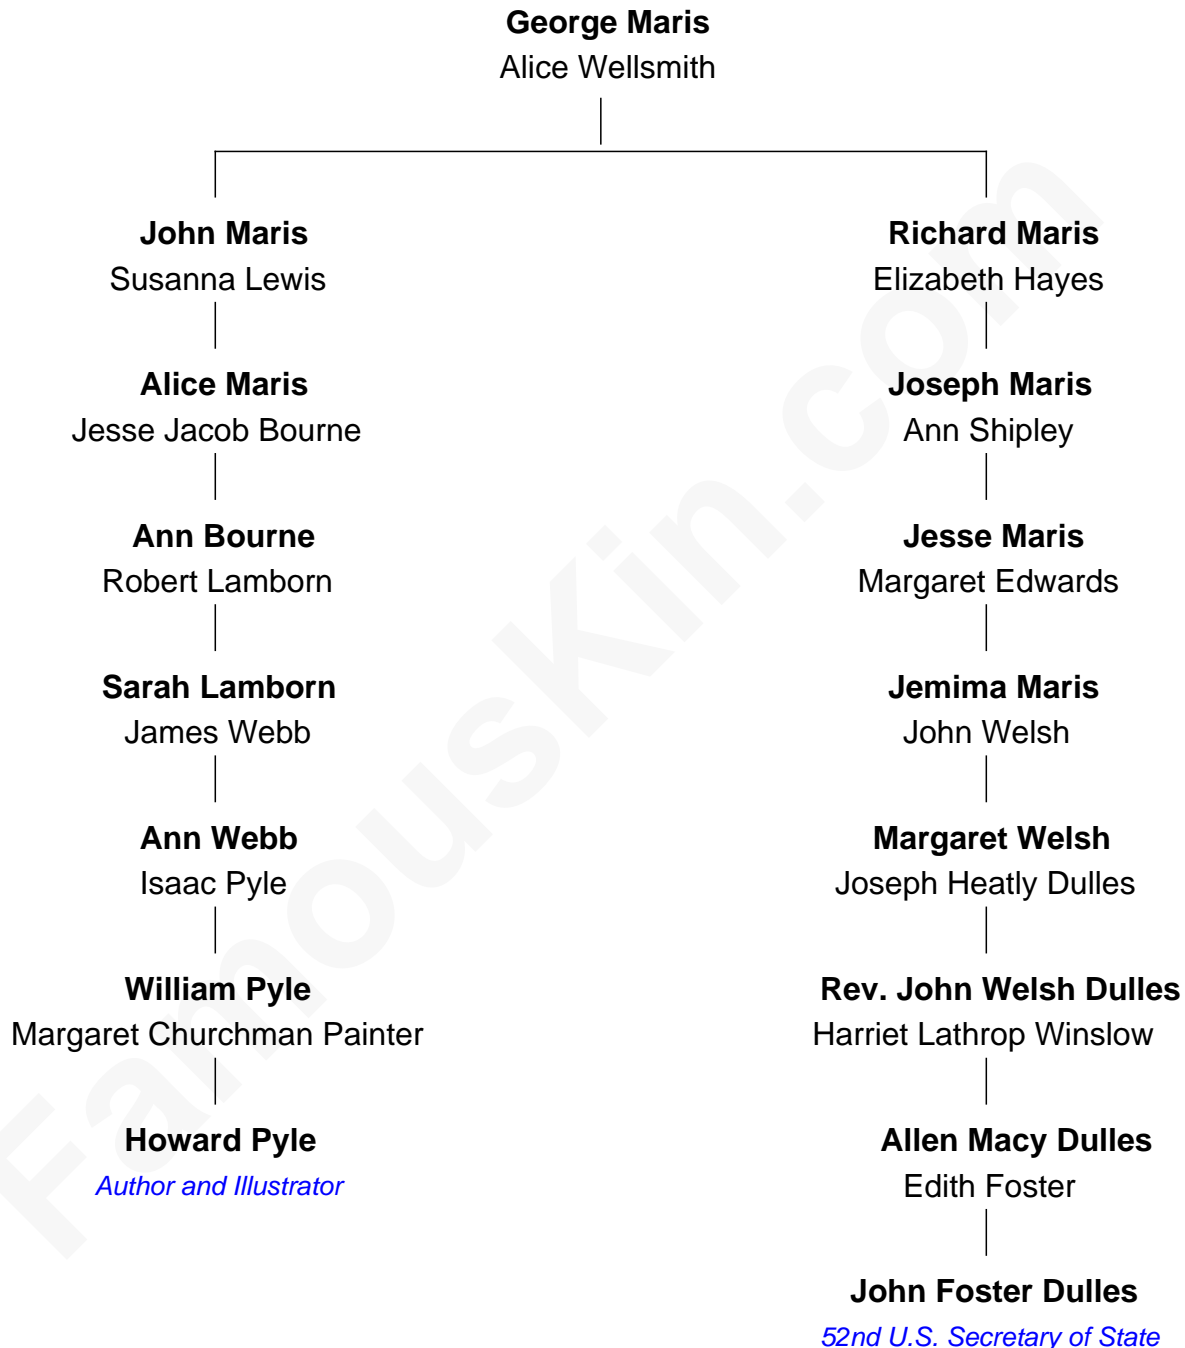 George Maris
Alice Wellsmith
John Maris
Susanna Lewis
Alice Maris
Jesse Jacob Bourne
Ann Bourne
Robert Lamborn
Sarah Lamborn
James Webb
Ann Webb
Isaac Pyle
William Pyle
Margaret Churchman Painter
Howard Pyle
Author and Illustrator
Richard Maris
Elizabeth Hayes
Joseph Maris
Ann Shipley
Jesse Maris
Margaret Edwards
Jemima Maris
John Welsh
Margaret Welsh
Joseph Heatly Dulles
Rev. John Welsh Dulles
Harriet Lathrop Winslow
Allen Macy Dulles
Edith Foster
John Foster Dulles
52nd U.S. Secretary of State
FamousKin.com